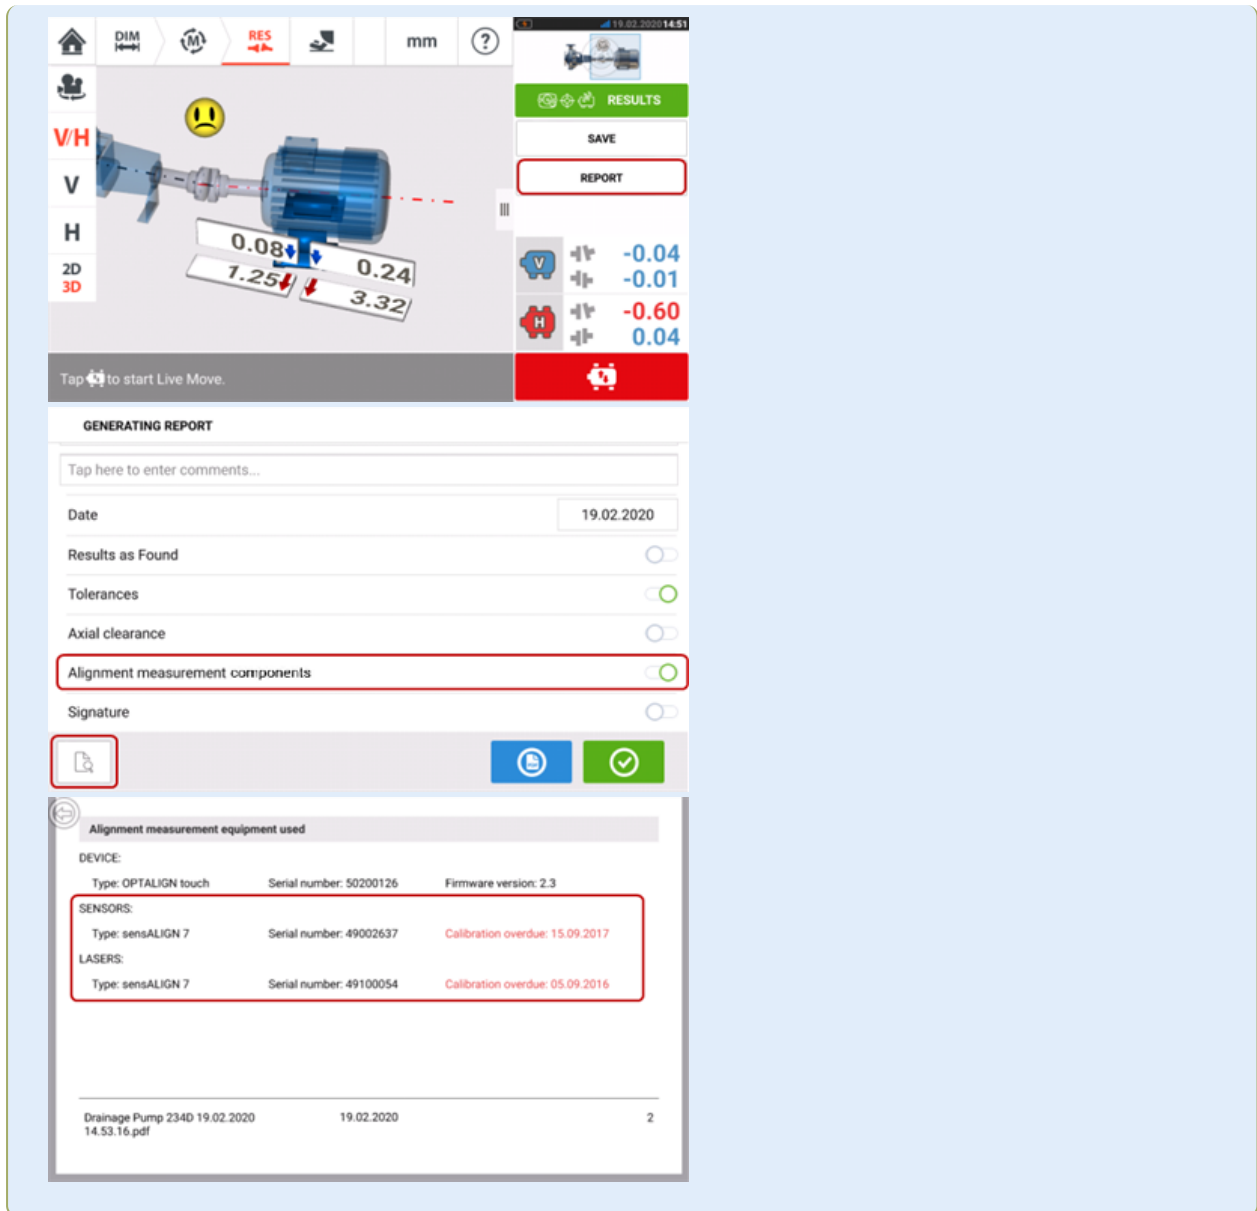 DIM
M
RES
mm
?
19.02.2020 14:51
RESULTS
SAVE
V/H
REPORT
V
H
2D
3D
0.08
0.24
1.25
3.32
V
-0.04
-0.01
H
-0.60
0.04
Tap to start Live Move.
GENERATING REPORT
Tap here to enter comments...
Date 19.02.2020
Results as Found
Tolerances
Axial clearance
Alignment measurement components
Signature
Alignment measurement equipment used
DEVICE:
Type: OPTALIGN touch Serial number: 50200126 Firmware version: 2.3
SENSORS:
Type: sensALIGN 7 Serial number: 49002637 Calibration overdue: 15.09.2017
LASERS:
Type: sensALIGN 7 Serial number: 49100054 Calibration overdue: 05.09.2016
Drainage Pump 234D 19.02.2020 19.02.2020 2
14.53.16.pdf